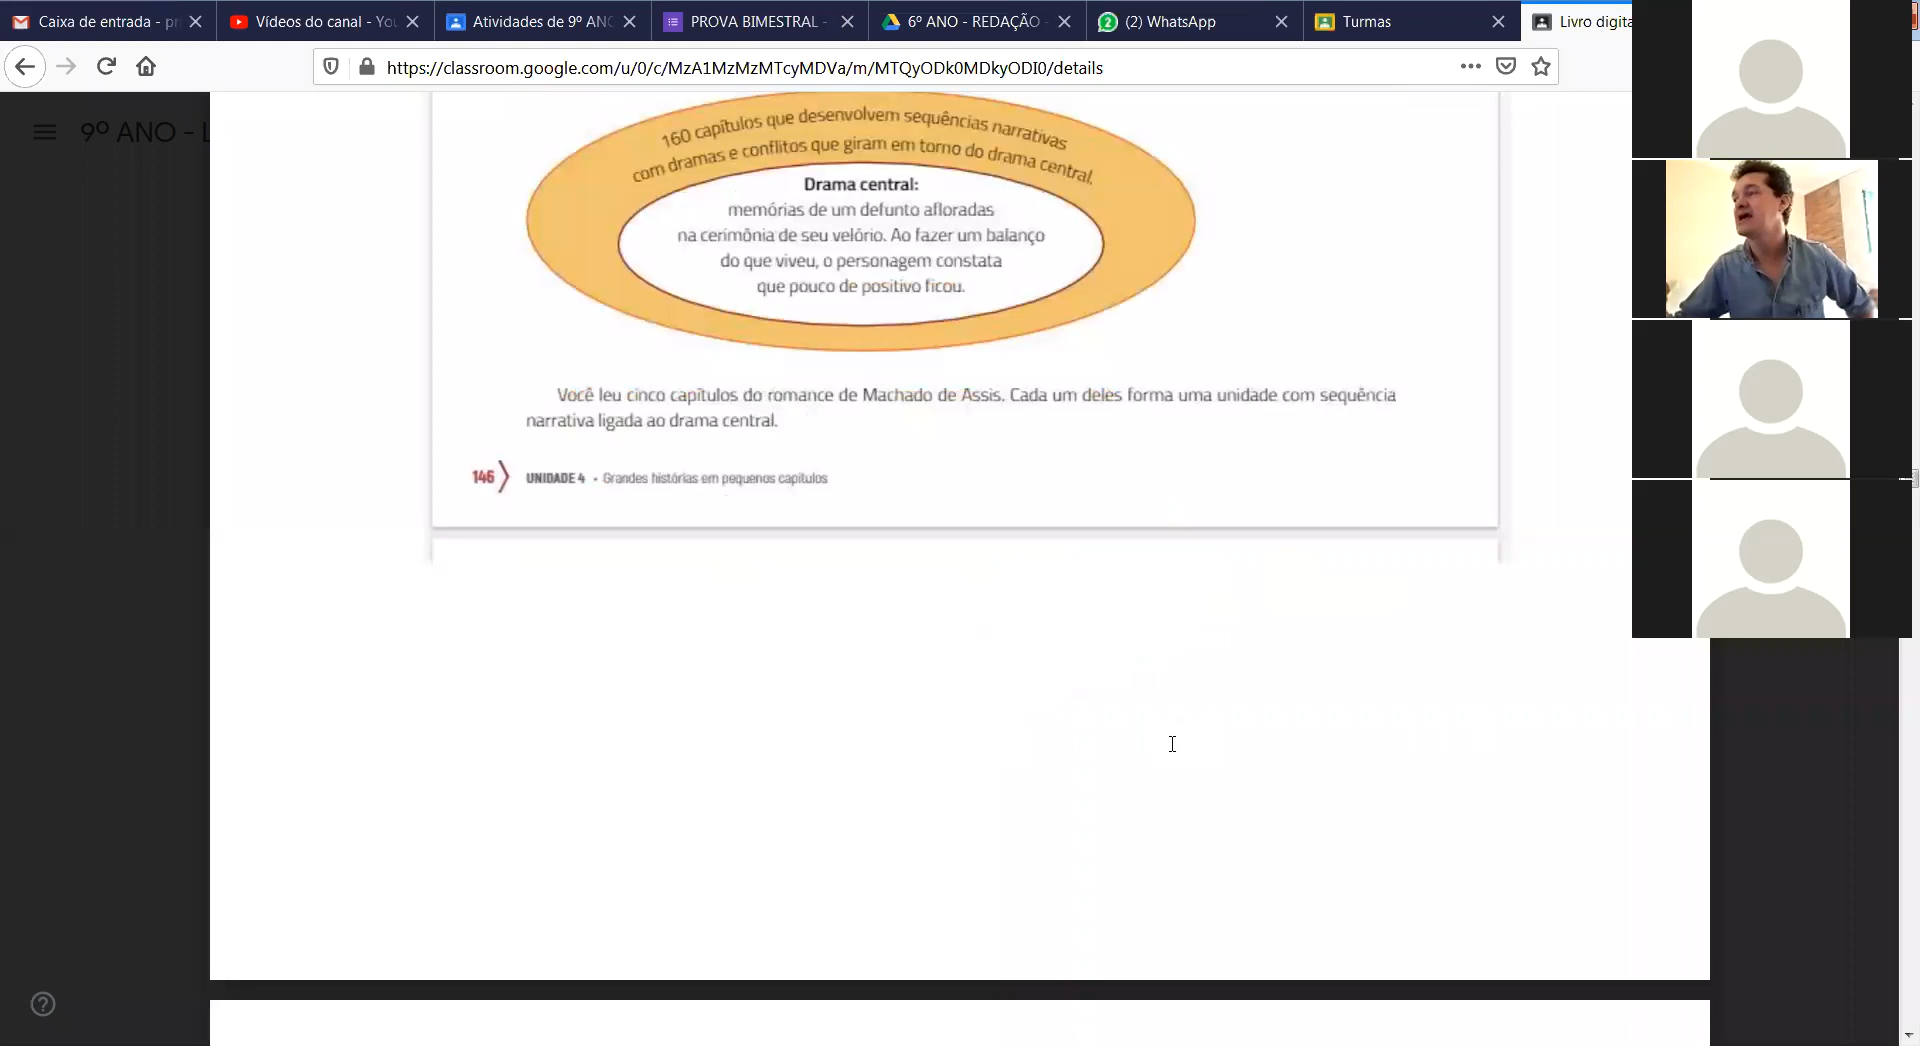 Caixa de entrada - pr
Vídeos do canal - You
Atividades de 9º ANO
PROVA BIMESTRAL -
6º ANO - REDAÇÃO -
(2) WhatsApp
Turmas
Livro digita
https://classroom.google.com/u/0/c/MzA1MzMzMTcyMDVa/m/MTQyODk0MDkyODI0/details
9º ANO - L
160 capítulos que desenvolvem sequências narrativas
com dramas e conflitos que giram em torno do drama central.
Drama central:
memórias de um defunto afloradas
na cerimônia de seu velório. Ao fazer um balanço
do que viveu, o personagem constata
que pouco de positivo ficou.
Você leu cinco capítulos do romance de Machado de Assis. Cada um deles forma uma unidade com sequência
narrativa ligada ao drama central.
146 UNIDADE 4 • Grandes histórias em pequenos capítulos